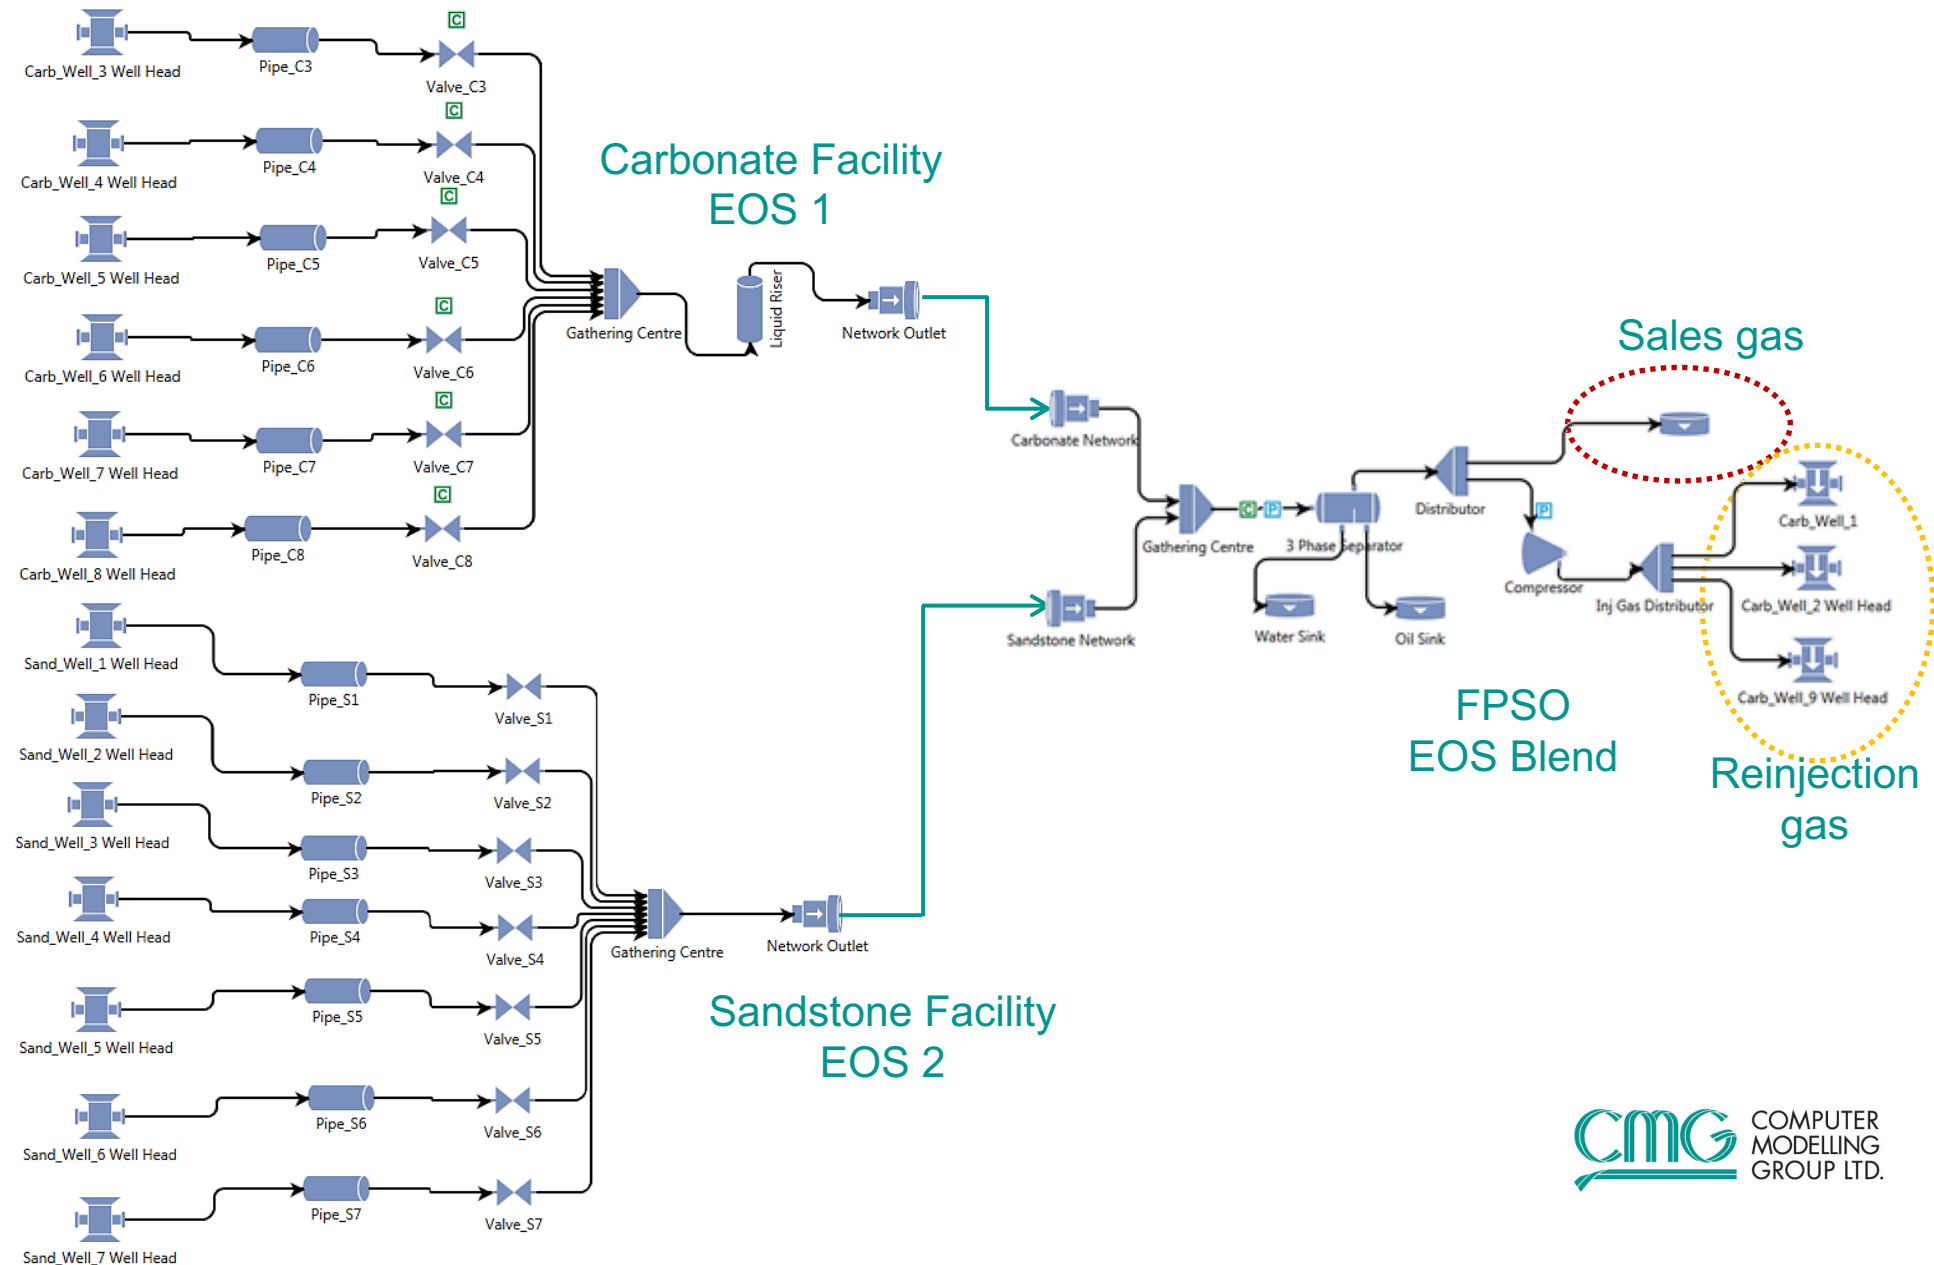 C
Carb_Well_3 Well Head
Pipe_C3
Valve_C3
C
Carb_Well_4 Well Head
Pipe_C4
Valve_C4
C
Carb_Well_5 Well Head
Pipe_C5
Valve_C5
C
Carb_Well_6 Well Head
Pipe_C6
Valve_C6
C
Carb_Well_7 Well Head
Pipe_C7
Valve_C7
C
Carb_Well_8 Well Head
Pipe_C8
Valve_C8
Gathering Centre
Liquid Riser
Network Outlet
Carbonate Facility
EOS 1
Sand_Well_1 Well Head
Pipe_S1
Valve_S1
Sand_Well_2 Well Head
Pipe_S2
Valve_S2
Sand_Well_3 Well Head
Pipe_S3
Valve_S3
Sand_Well_4 Well Head
Pipe_S4
Valve_S4
Sand_Well_5 Well Head
Pipe_S5
Valve_S5
Sand_Well_6 Well Head
Pipe_S6
Valve_S6
Sand_Well_7 Well Head
Pipe_S7
Valve_S7
Gathering Centre
Network Outlet
Sandstone Facility
EOS 2
Carbonate Network
Sandstone Network
Gathering Centre
C
P
3 Phase Separator
Water Sink
Oil Sink
Distributor
P
Compressor
Inj Gas Distributor
Sales gas
Carb_Well_1
Carb_Well_2 Well Head
Carb_Well_9 Well Head
FPSO
EOS Blend
Reinjection
gas
CMG
COMPUTER
MODELLING
GROUP LTD.